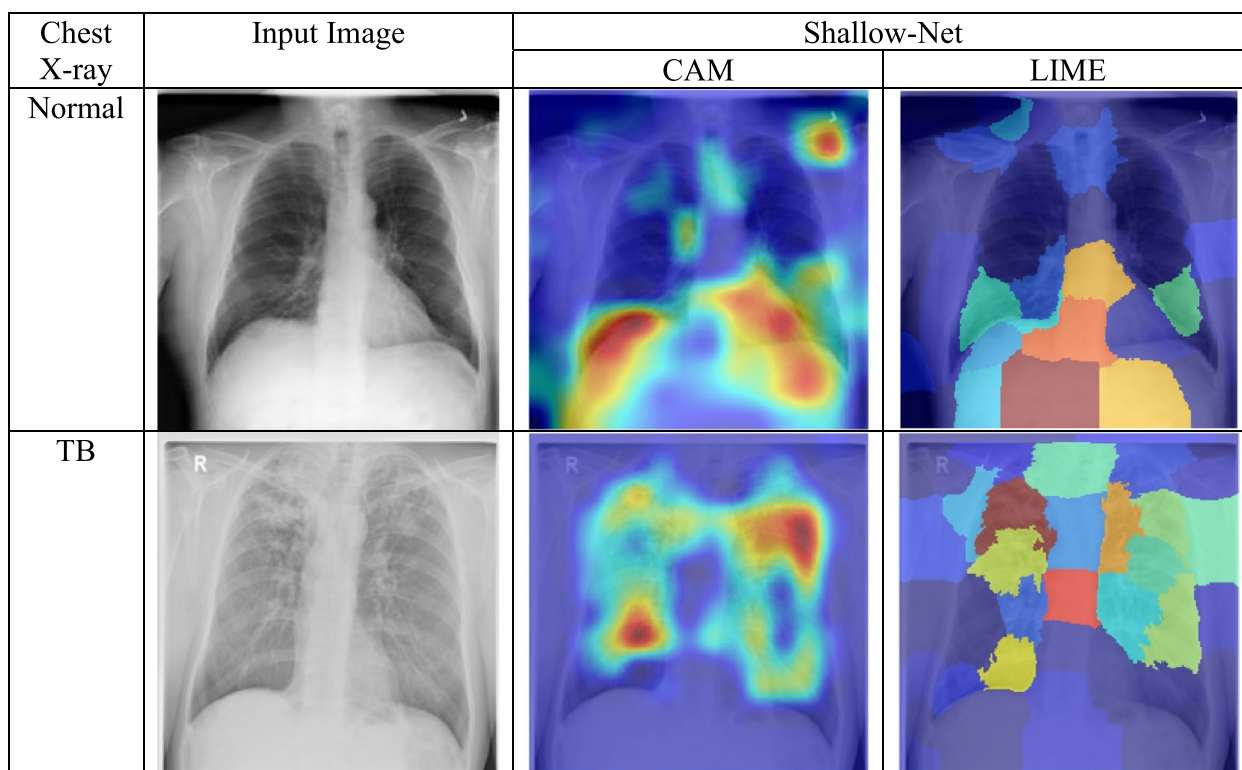 Chest X-ray
Input Image
Shallow-Net
CAM
LIME
Normal
TB
R
R
R